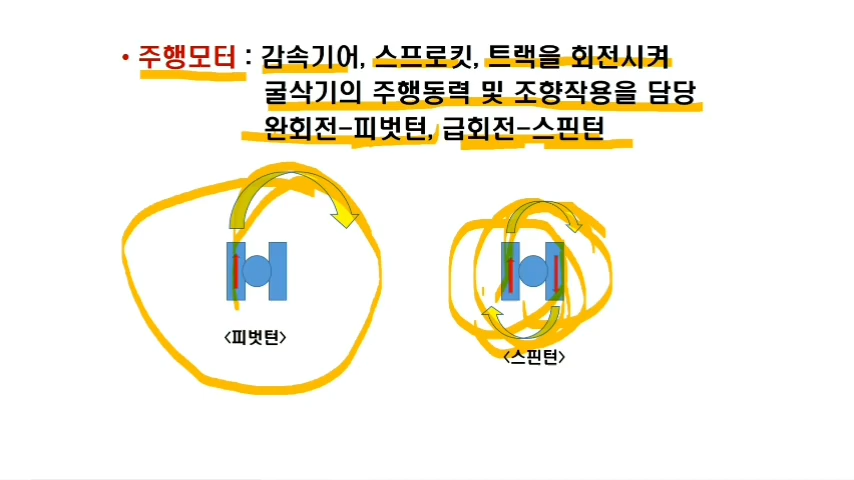 • 주행모터 : 감속기어, 스프로킷, 트랙을 회전시켜
굴삭기의 주행동력 및 조향작용을 담당
완회전-피벗턴, 급회전-스핀턴
<피벗턴>
<스핀턴>